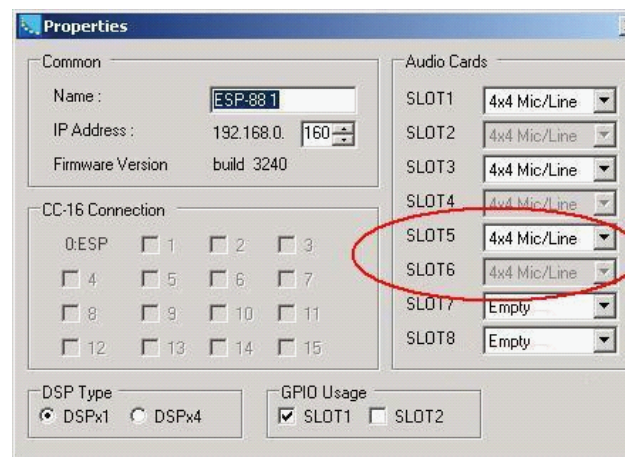 Properties
Common
Name :
ESP-88 1
IP Address :
192.168.0. 160
Firmware Version
build 3240
CC-16 Connection
0:ESP 1 2 3
4 5 6 7
8 9 10 11
12 13 14 15
Audio Cards
SLOT1 4x4 Mic/Line
SLOT2 4x4 Mic/Line
SLOT3 4x4 Mic/Line
SLOT4 4x4 Mic/Line
SLOT5 4x4 Mic/Line
SLOT6 4x4 Mic/Line
SLOT7 Empty
SLOT8 Empty
DSP Type
DSPx1 DSPx4
GPIO Usage
SLOT1 SLOT2